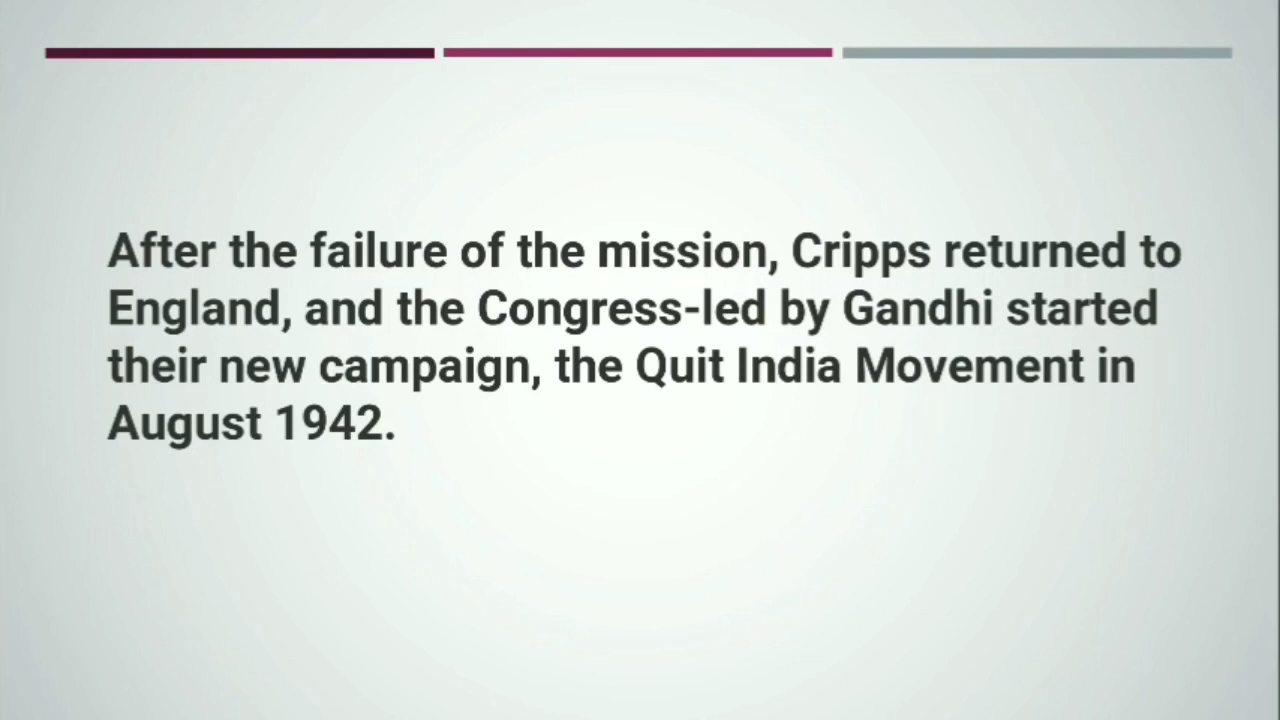 After the failure of the mission, Cripps returned to
England, and the Congress-led by Gandhi started
their new campaign, the Quit India Movement in
August 1942.